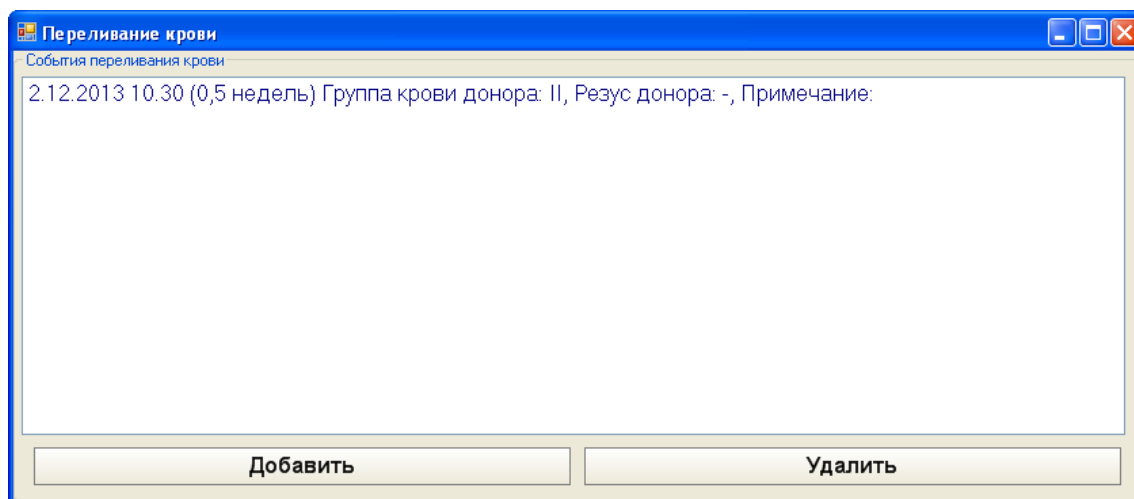 Переливание крови
События переливания крови
2.12.2013 10.30 (0,5 недель) Группа крови донора: II, Резус донора: -, Примечание:
Добавить Удалить